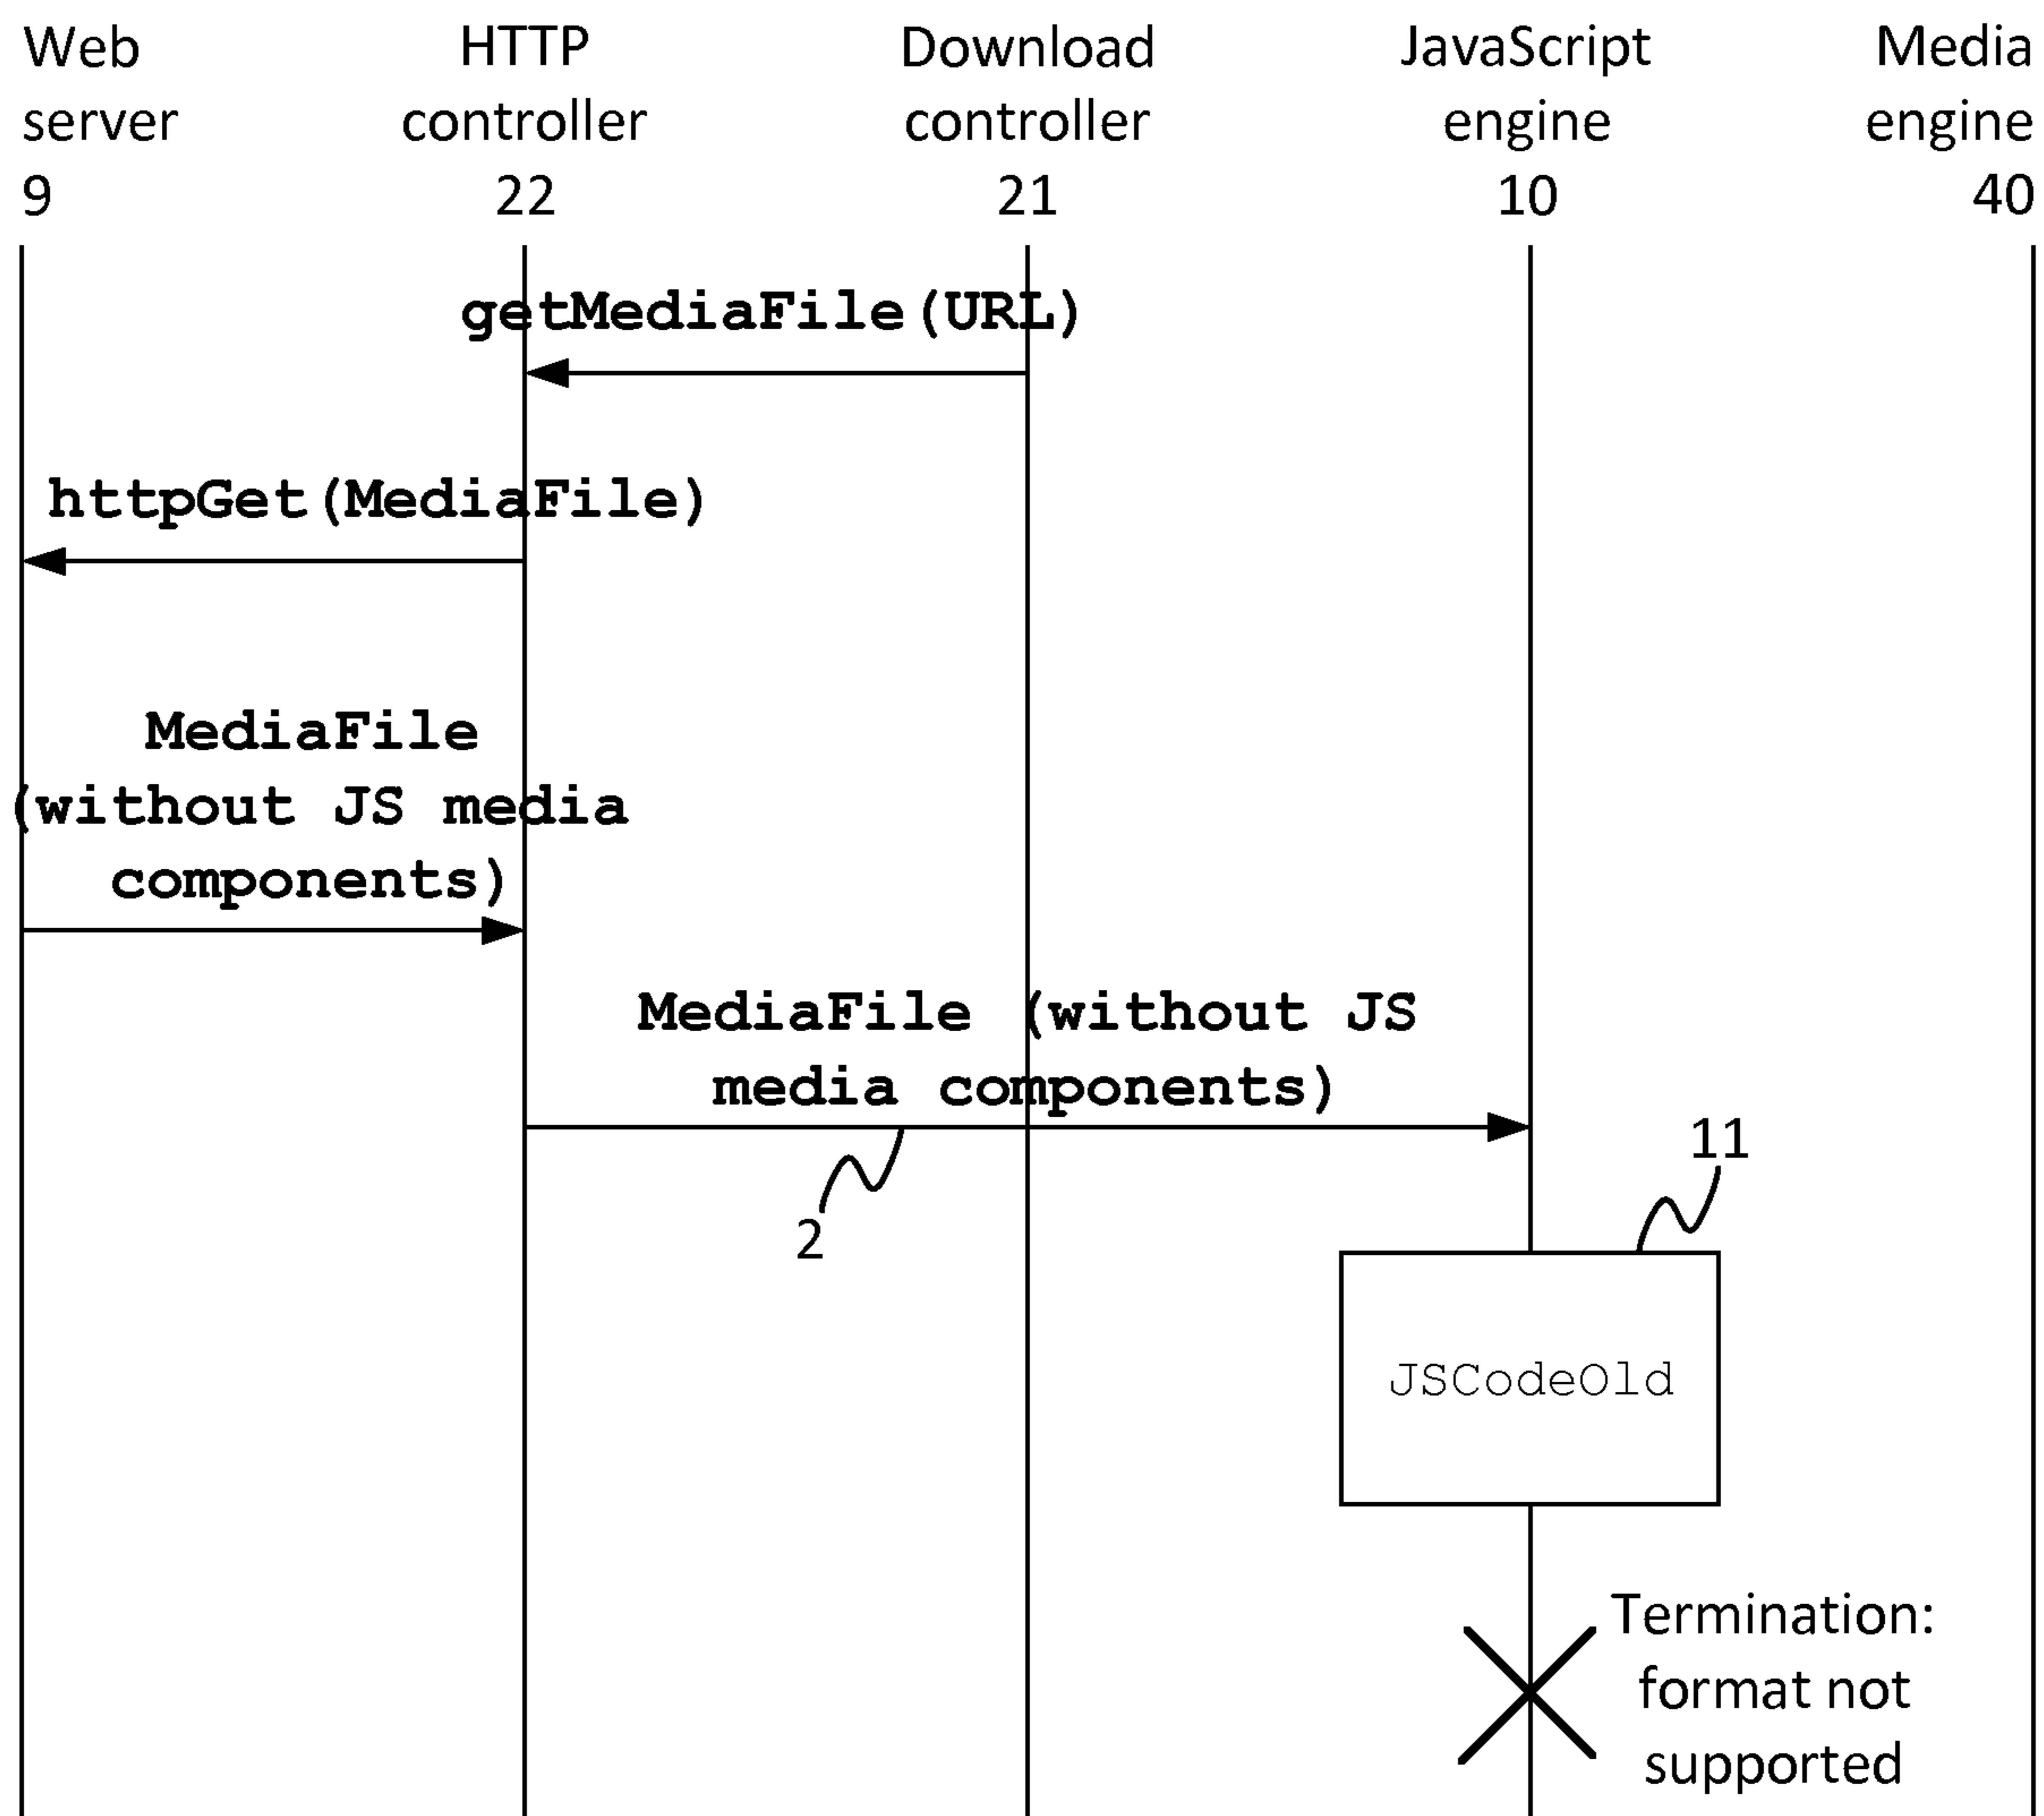 Web
server
9
HTTP
controller
22
Download
controller
21
JavaScript
engine
10
Media
engine
40
getMediaFile(URL)
httpGet(MediaFile)
MediaFile
(without JS media
components)
MediaFile (without JS
media components)
2
11
JSCodeOld
Termination:
format not
supported